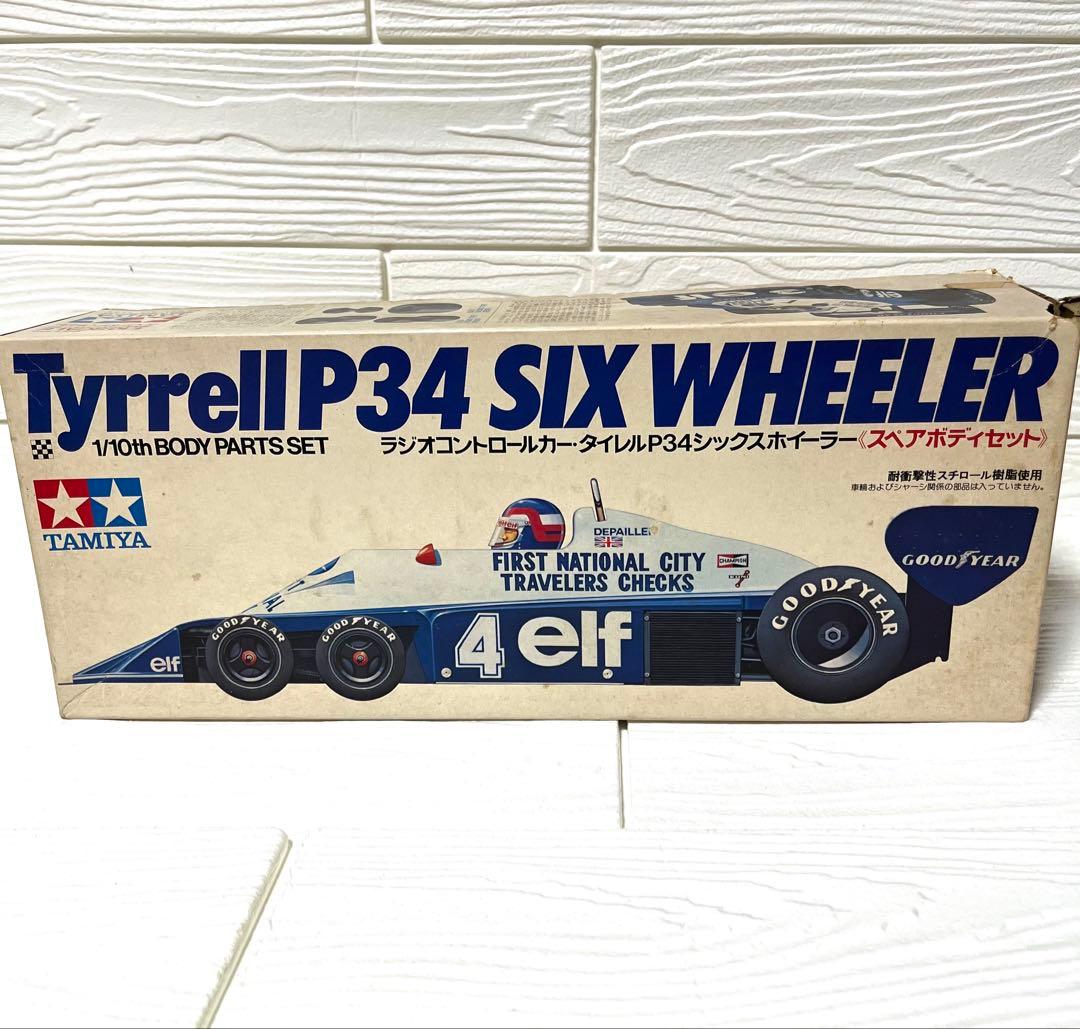 Tyrrell P34 SIX WHEELER
1/10th BODY PARTS SET
ラジオコントロールカー・タイレルP34シックスホイーラー《スペアボディセット》
耐衝撃性スチロール樹脂使用
車輪およびシャーシ関係の部品は入っていません。
TAMIYA
DEPAILLER
FIRST NATIONAL CITY
TRAVELERS CHECKS
CHAMPION
GOODYEAR
GOODYEAR
GOODYEAR
GOODYEAR
4 elf
elf
elf